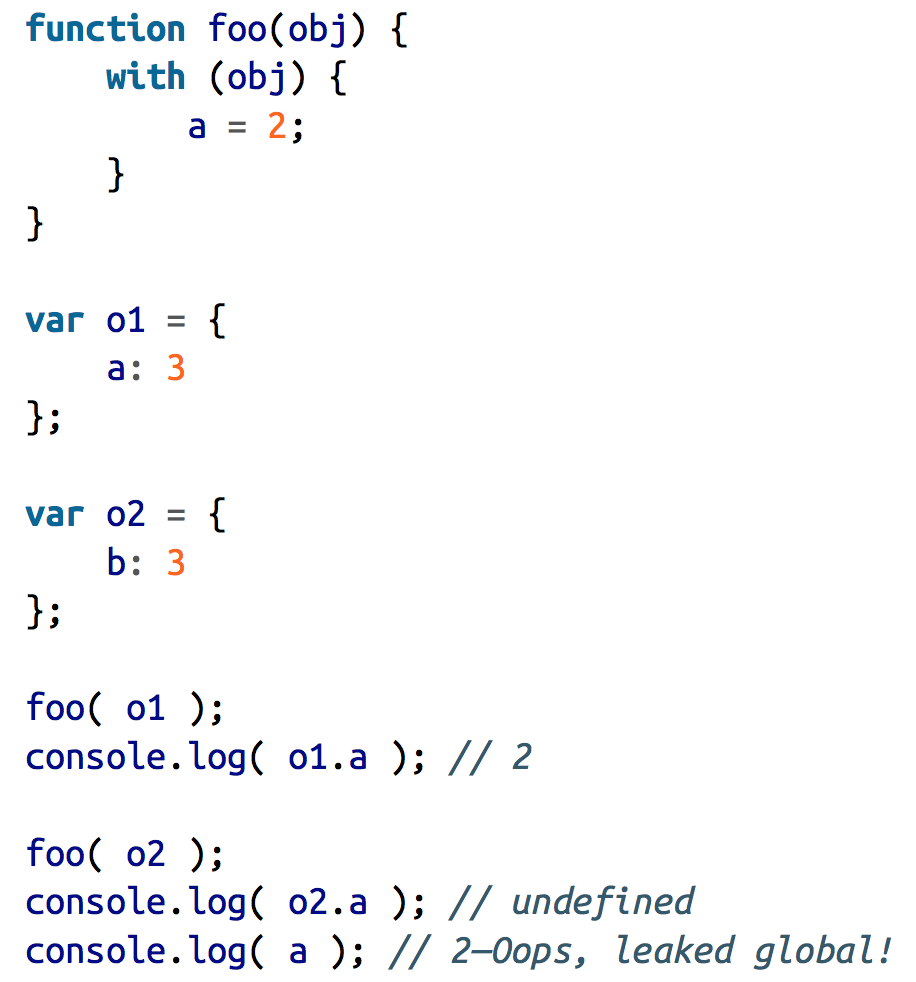 function foo(obj) {
    with (obj) {
        a = 2;
    }
}

var o1 = {
    a: 3
};

var o2 = {
    b: 3
};

foo( o1 );
console.log( o1.a ); // 2

foo( o2 );
console.log( o2.a ); // undefined
console.log( a ); // 2—Oops, leaked global!